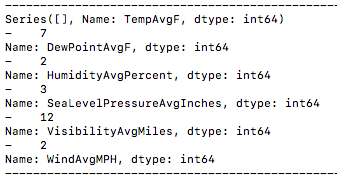 ------------------------------------------------
Series([], Name: TempAvgF, dtype: int64)
-    7
Name: DewPointAvgF, dtype: int64
-    2
Name: HumidityAvgPercent, dtype: int64
-    3
Name: SeaLevelPressureAvgInches, dtype: int64
-    12
Name: VisibilityAvgMiles, dtype: int64
-    2
Name: WindAvgMPH, dtype: int64
------------------------------------------------